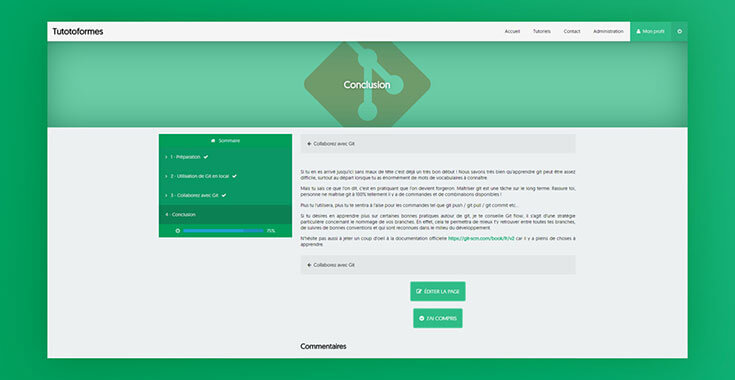 Tutotoformes
Accueil Tutoriels Contact Administration Mon profil
Conclusion
Sommaire
1 - Préparation
2 - Utilisation de Git en local
3 - Collaborez avec Git
4 - Conclusion
75%
Collaborez avec Git
Si tu en es arrivé jusqu'ici sans maux de tête c'est déjà un très bon début ! Nous savons très bien qu'apprendre git peut être assez
difficile, surtout au départ lorsque tu as énormément de mots de vocabulaires à connaitre.
Mais tu sais ce que l'on dit, c'est en pratiquant que l'on devient forgeron. Maîtriser git est une tâche sur le long terme. Rassure toi,
personne ne maîtrise git à 100% tellement il y a de commandes et de combinaisons possibles !
Plus tu l'utilisera, plus tu te sentira à l'aise pour les commandes tel que git push / git pull / git commit etc..
Si tu désires en apprendre plus sur certaines bonnes pratiques autour de git, je te conseille Git flow, il s'agit d'une stratégie
particulière concernant le nommage de vos branches. En effet, cela te permettra de mieux t'y retrouver entre toutes tes branches,
de suivres de bonnes convention et qui sont reconnues dans le milieu du développement.
N'hésite pas aussi à jeter un coup d'oeil à la documentation officielle https://git-scm.com/book/fr/v2 car il y a pleins de choses à
apprendre.
Collaborez avec Git
ÉDITER LA PAGE
J'AI COMPRIS
Commentaires